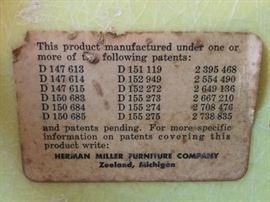 This product manufactured under one or
more of the following patents:
D 147 613 D 151 119 2 395 468
D 147 614 D 152 949 2 554 490
D 147 615 D 152 272 2 649 136
D 150 683 D 155 273 2 667 210
D 150 684 D 155 274 2 708 476
D 150 685 D 155 275 2 738 835
and patents pending. For more specific
information on patents covering this
product write:
HERMAN MILLER FURNITURE COMPANY
Zeeland, Michigan